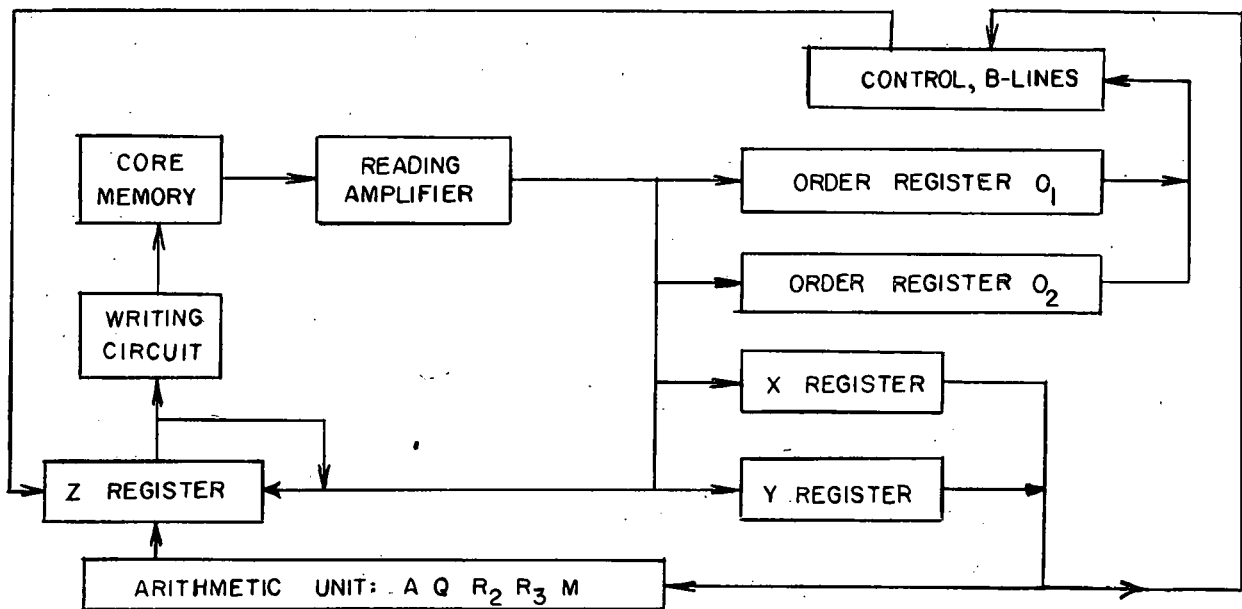 CONTROL, B-LINES
CORE
MEMORY
READING
AMPLIFIER
ORDER REGISTER O₁
ORDER REGISTER O₂
WRITING
CIRCUIT
X REGISTER
Z REGISTER
Y REGISTER
ARITHMETIC UNIT: A Q R₂ R₃ M